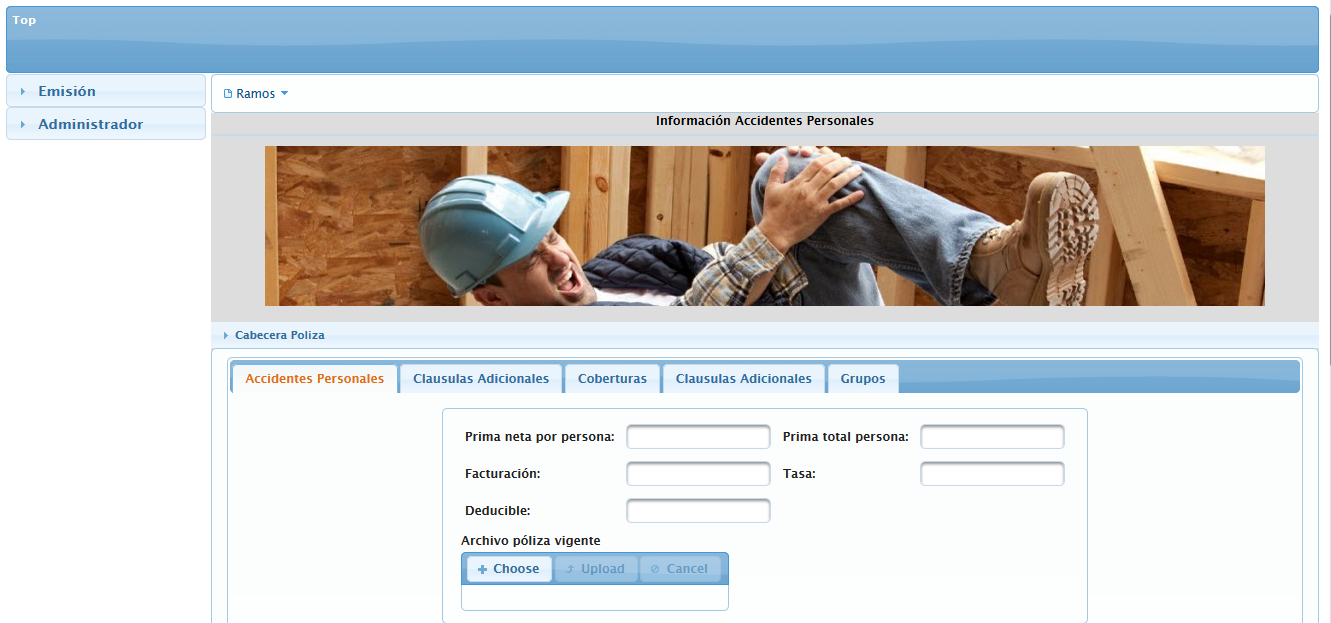 Top
Emisión
Administrador
Ramos
Información Accidentes Personales
Cabecera Poliza
Accidentes Personales Clausulas Adicionales Coberturas Clausulas Adicionales Grupos
Prima neta por persona: Prima total persona:
Facturación: Tasa:
Deducible:
Archivo póliza vigente
Choose Upload Cancel